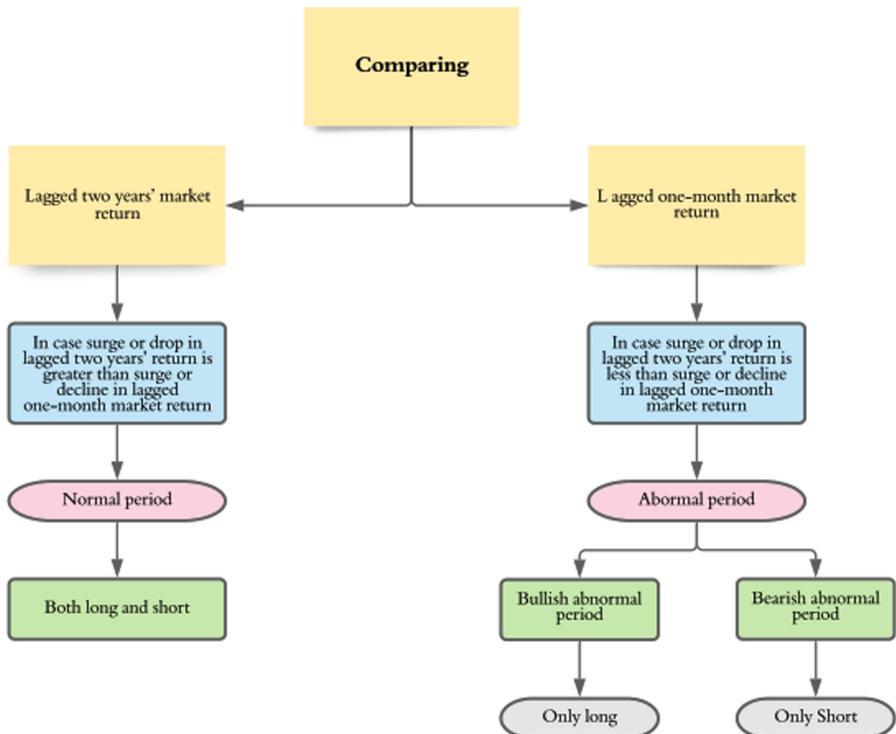 Comparing
Lagged two years' market
return
L agged one-month market
return
In case surge or drop in
lagged two years' return is
greater than surge or
decline in lagged
one-month market return
In case surge or drop in
lagged two years' return is
less than surge or decline
in lagged one-month
market return
Normal period
Abormal period
Both long and short
Bullish abnormal
period
Bearish abnormal
period
Only long
Only Short